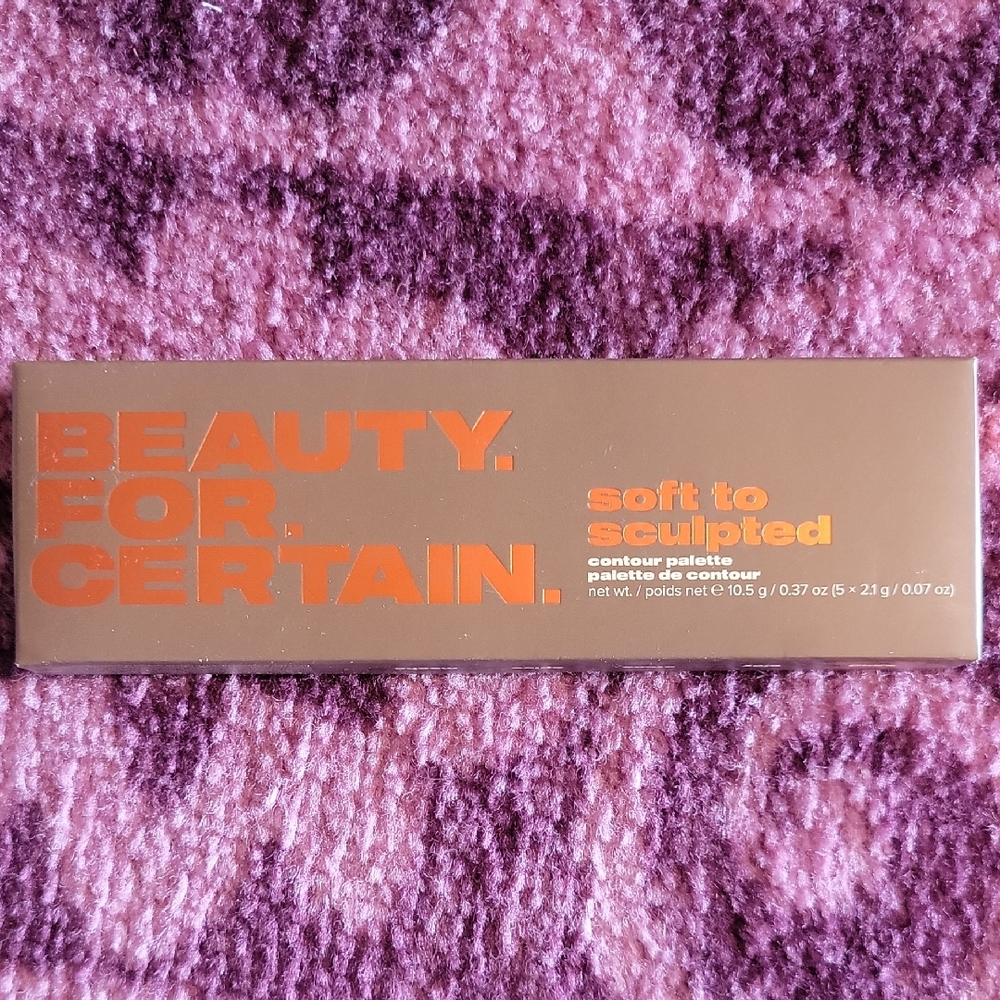 BEAUTY.
FOR.
CERTAIN.
soft to
sculpted
contour palette
palette de contour
net wt. / poids net ℮ 10.5 g / 0.37 oz (5 × 2.1 g / 0.07 oz)